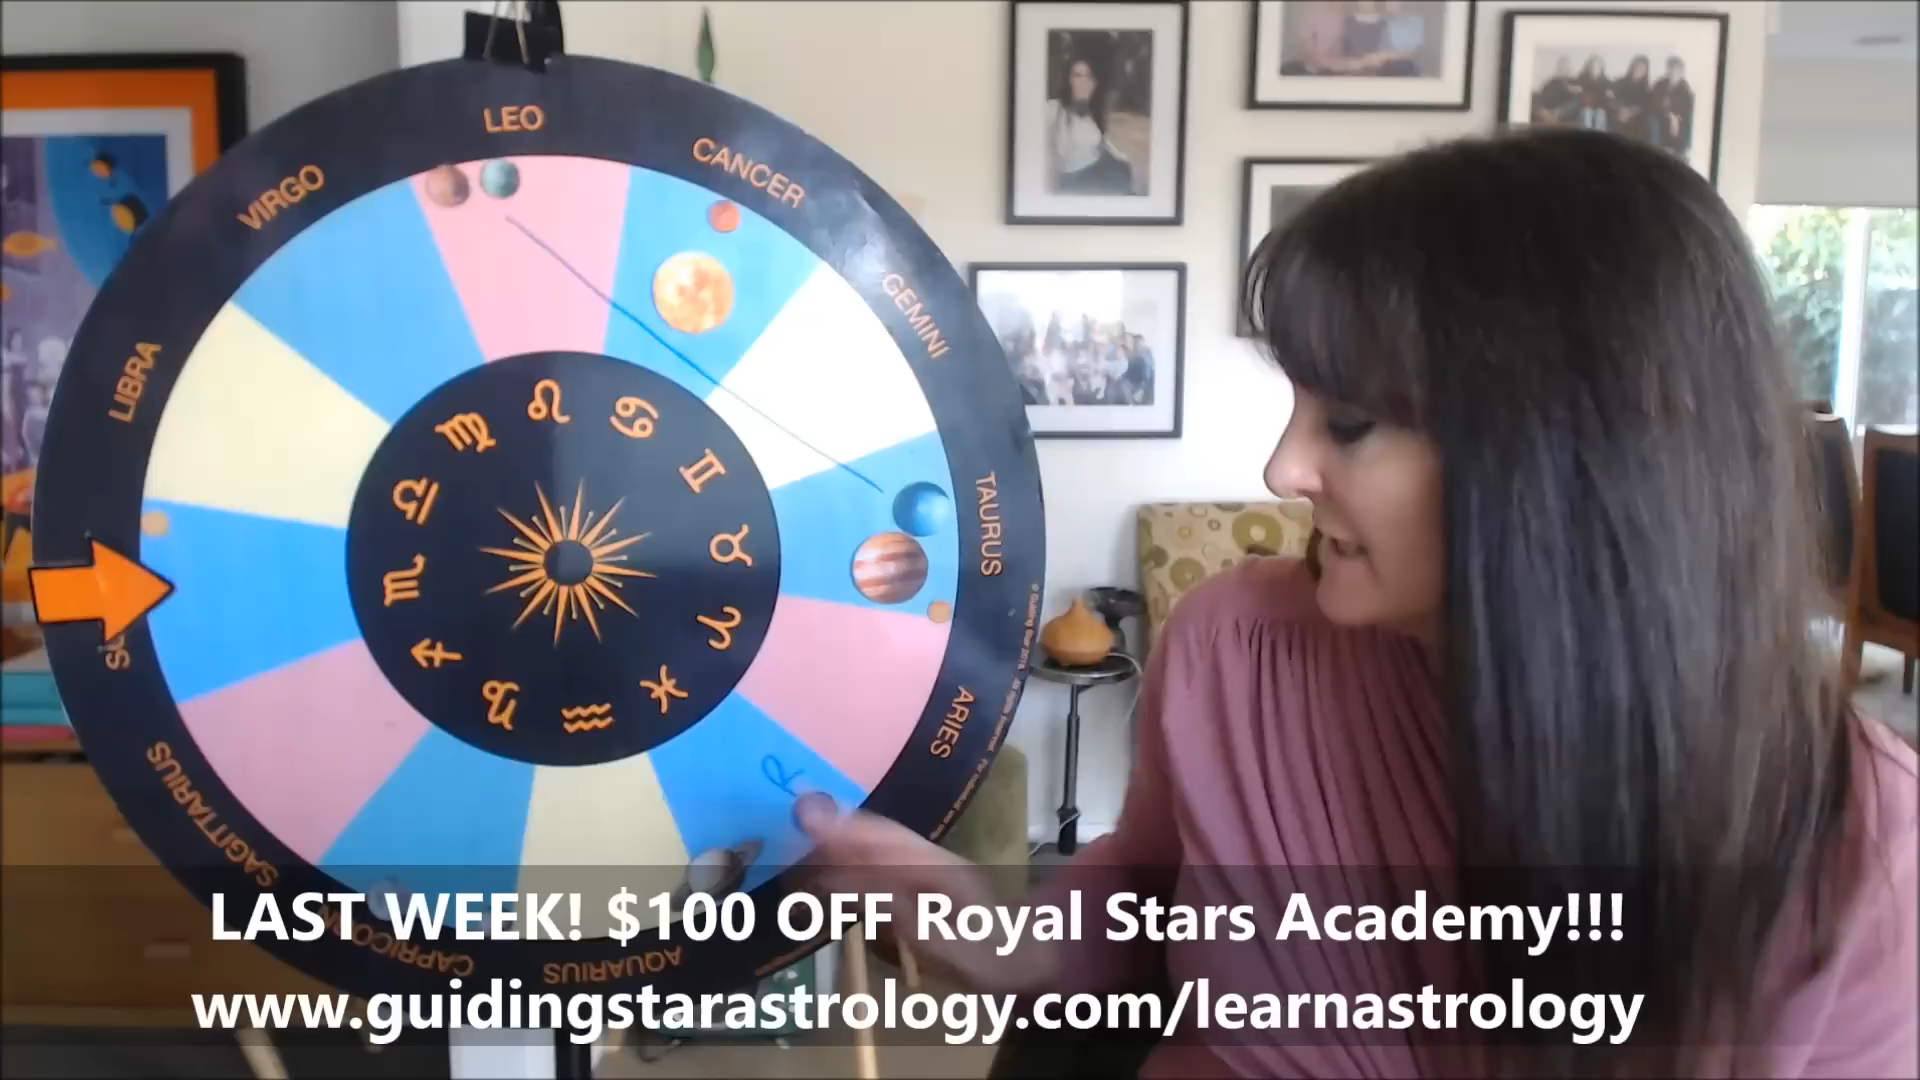 LEO
CANCER
VIRGO
GEMINI
LIBRA
TAURUS
ARIES
SAGITTARIUS
CAPRICORN
AQUARIUS
R
LAST WEEK! $100 OFF Royal Stars Academy!!!
www.guidingstarastrology.com/learnastrology